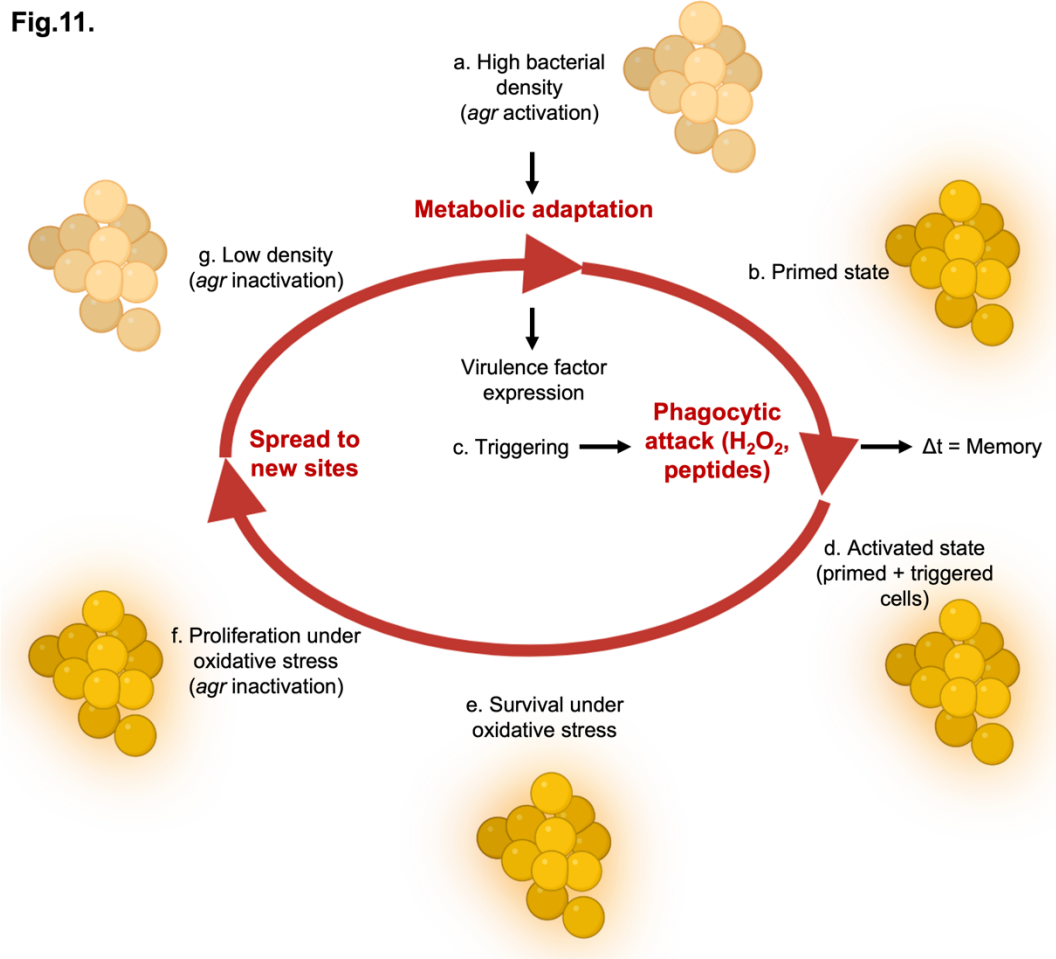 Fig.11.
a. High bacterial
density
(agr activation)
Metabolic adaptation
g. Low density
(agr inactivation)
b. Primed state
Virulence factor
expression
c. Triggering
Phagocytic
attack (H₂O₂,
peptides)
Δt = Memory
Spread to
new sites
d. Activated state
(primed + triggered
cells)
f. Proliferation under
oxidative stress
(agr inactivation)
e. Survival under
oxidative stress